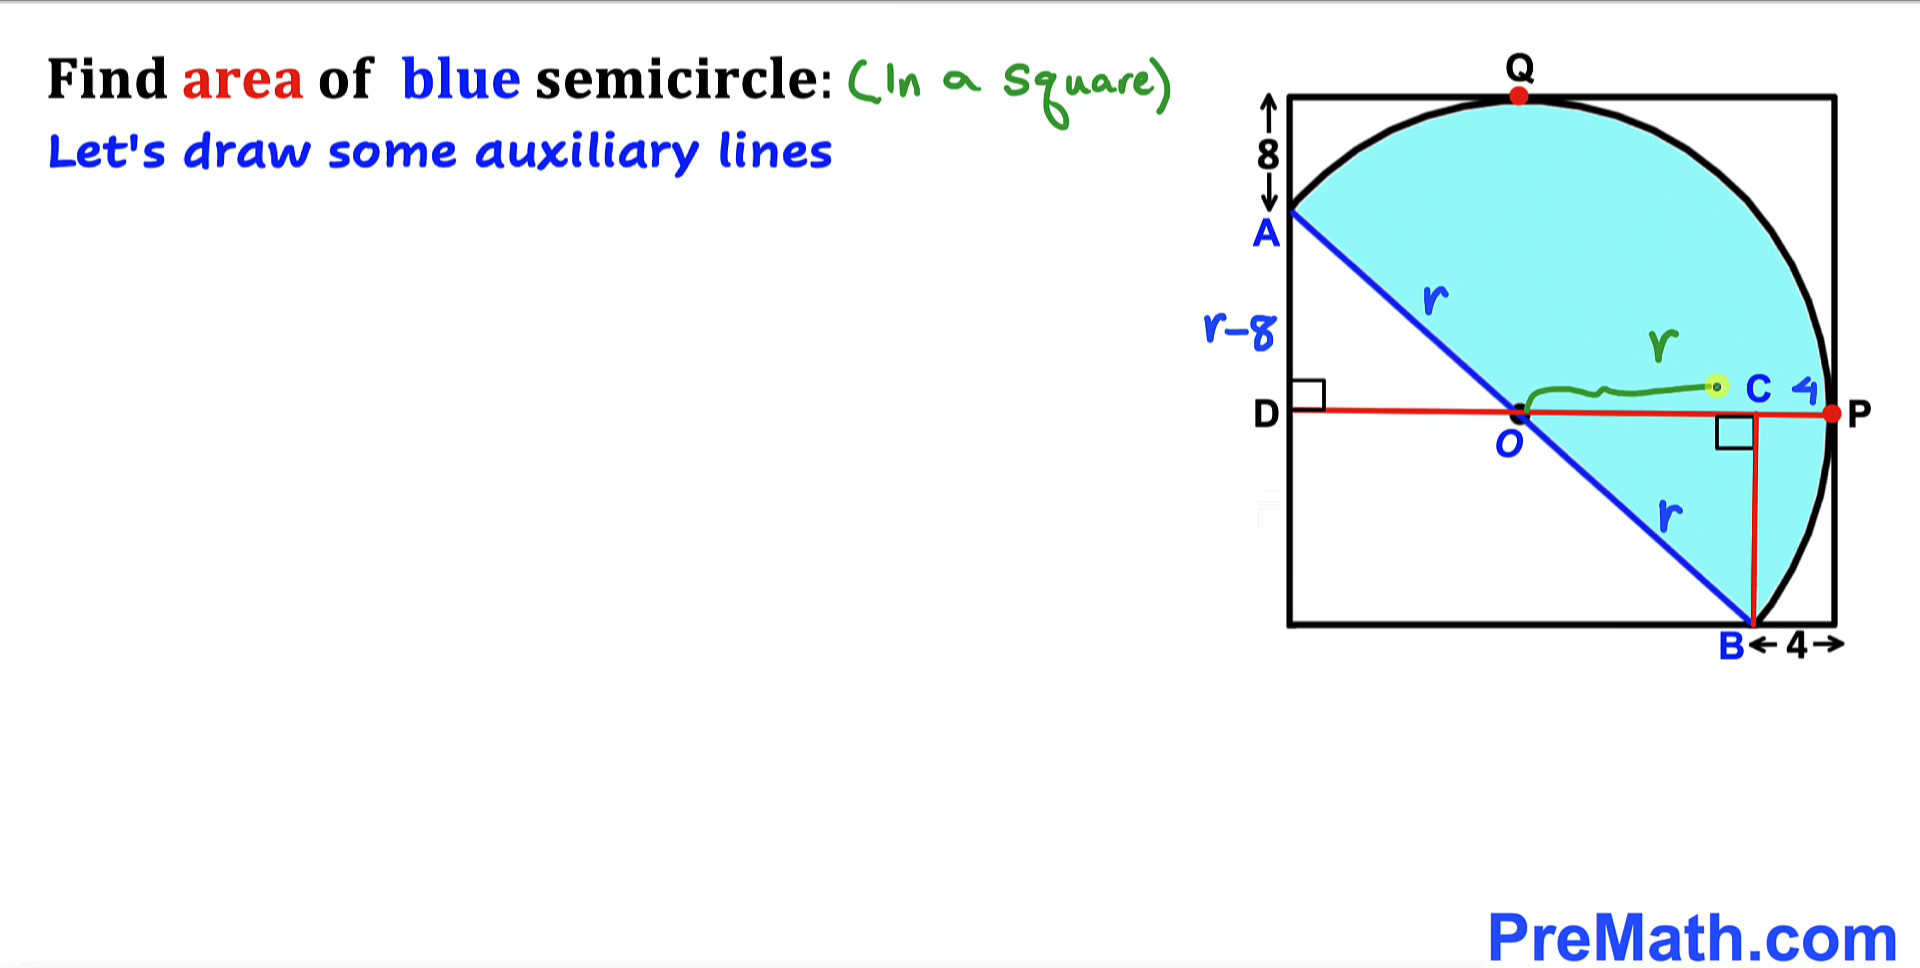 Find area of blue semicircle: (In a square)
Let's draw some auxiliary lines
Q
8
A
r
r-8
r
C 4
D
P
O
r
B ← 4 →
PreMath.com